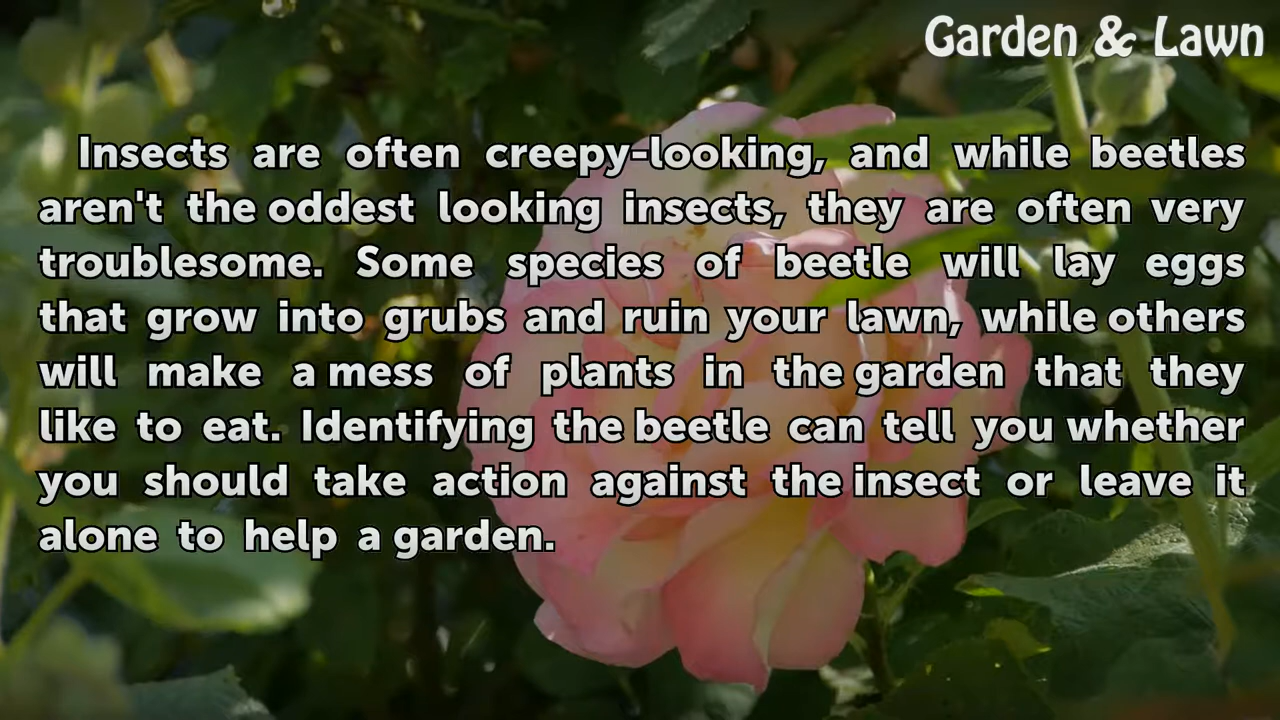 Garden & Lawn
Insects are often creepy-looking, and while beetles
aren't the oddest looking insects, they are often very
troublesome. Some species of beetle will lay eggs
that grow into grubs and ruin your lawn, while others
will make a mess of plants in the garden that they
like to eat. Identifying the beetle can tell you whether
you should take action against the insect or leave it
alone to help a garden.